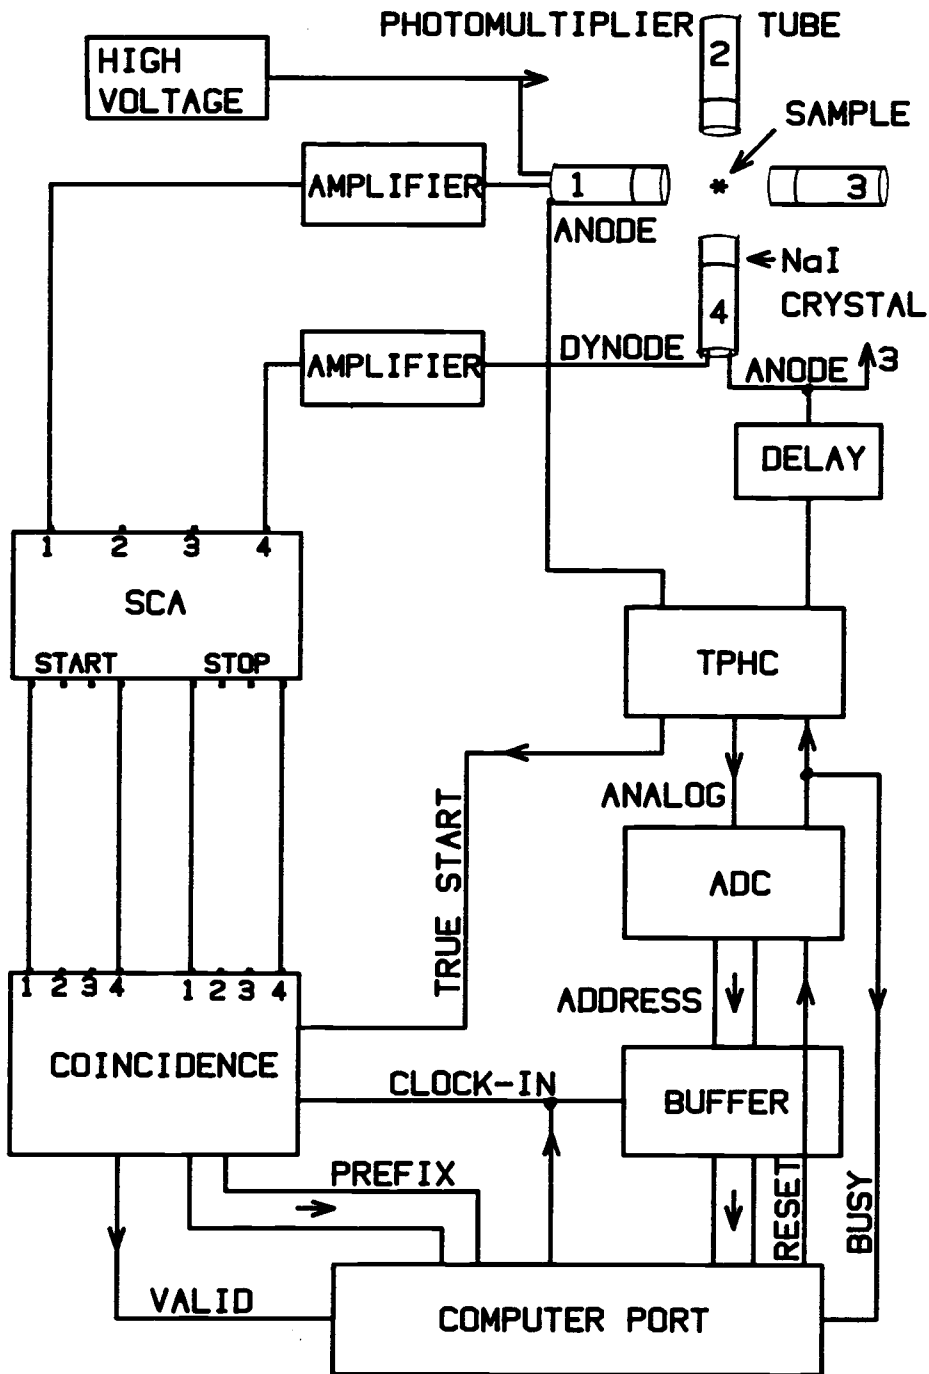 PHOTOMULTIPLIER TUBE
2
HIGH
VOLTAGE
SAMPLE
AMPLIFIER
1
*
3
ANODE
NaI
CRYSTAL
4
AMPLIFIER
DYNODE
ANODE
3
DELAY
1 2 3 4
SCA
START STOP
TPHC
ANALOG
TRUE START
ADC
1 2 3 4 1 2 3 4
ADDRESS
COINCIDENCE
CLOCK-IN
BUFFER
PREFIX
RESET
BUSY
VALID
COMPUTER PORT